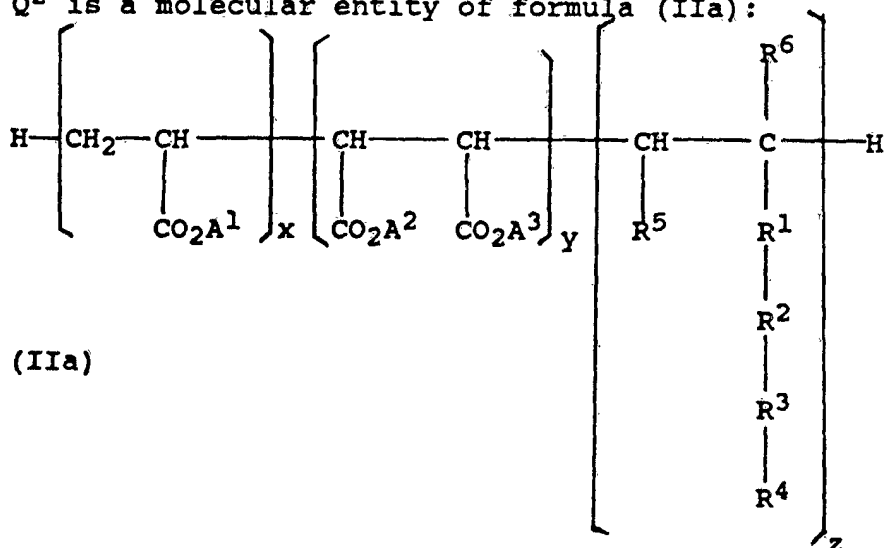 Q² is a molecular entity of formula (IIa):
R⁶
H CH₂ CH CH CH CH C H
CO₂A¹ x CO₂A² CO₂A³ y R⁵ R¹
R²
(IIa)
R³
R⁴
z